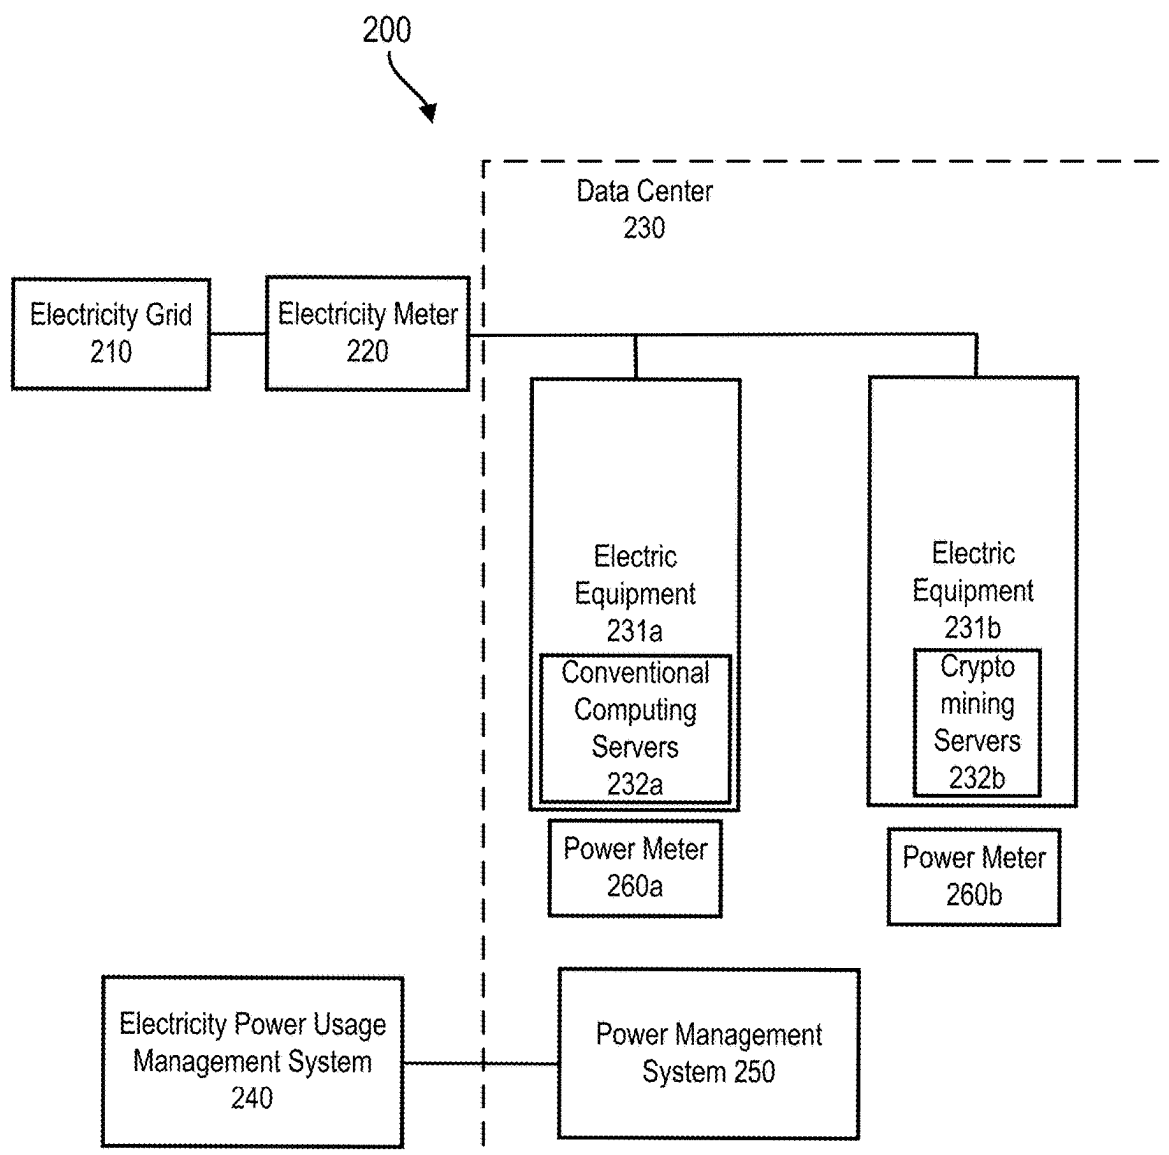 200
Data Center
230
Electricity Grid
210
Electricity Meter
220
Electric
Equipment
231a
Conventional
Computing
Servers
232a
Electric
Equipment
231b
Crypto
mining
Servers
232b
Power Meter
260a
Power Meter
260b
Electricity Power Usage
Management System
240
Power Management
System 250